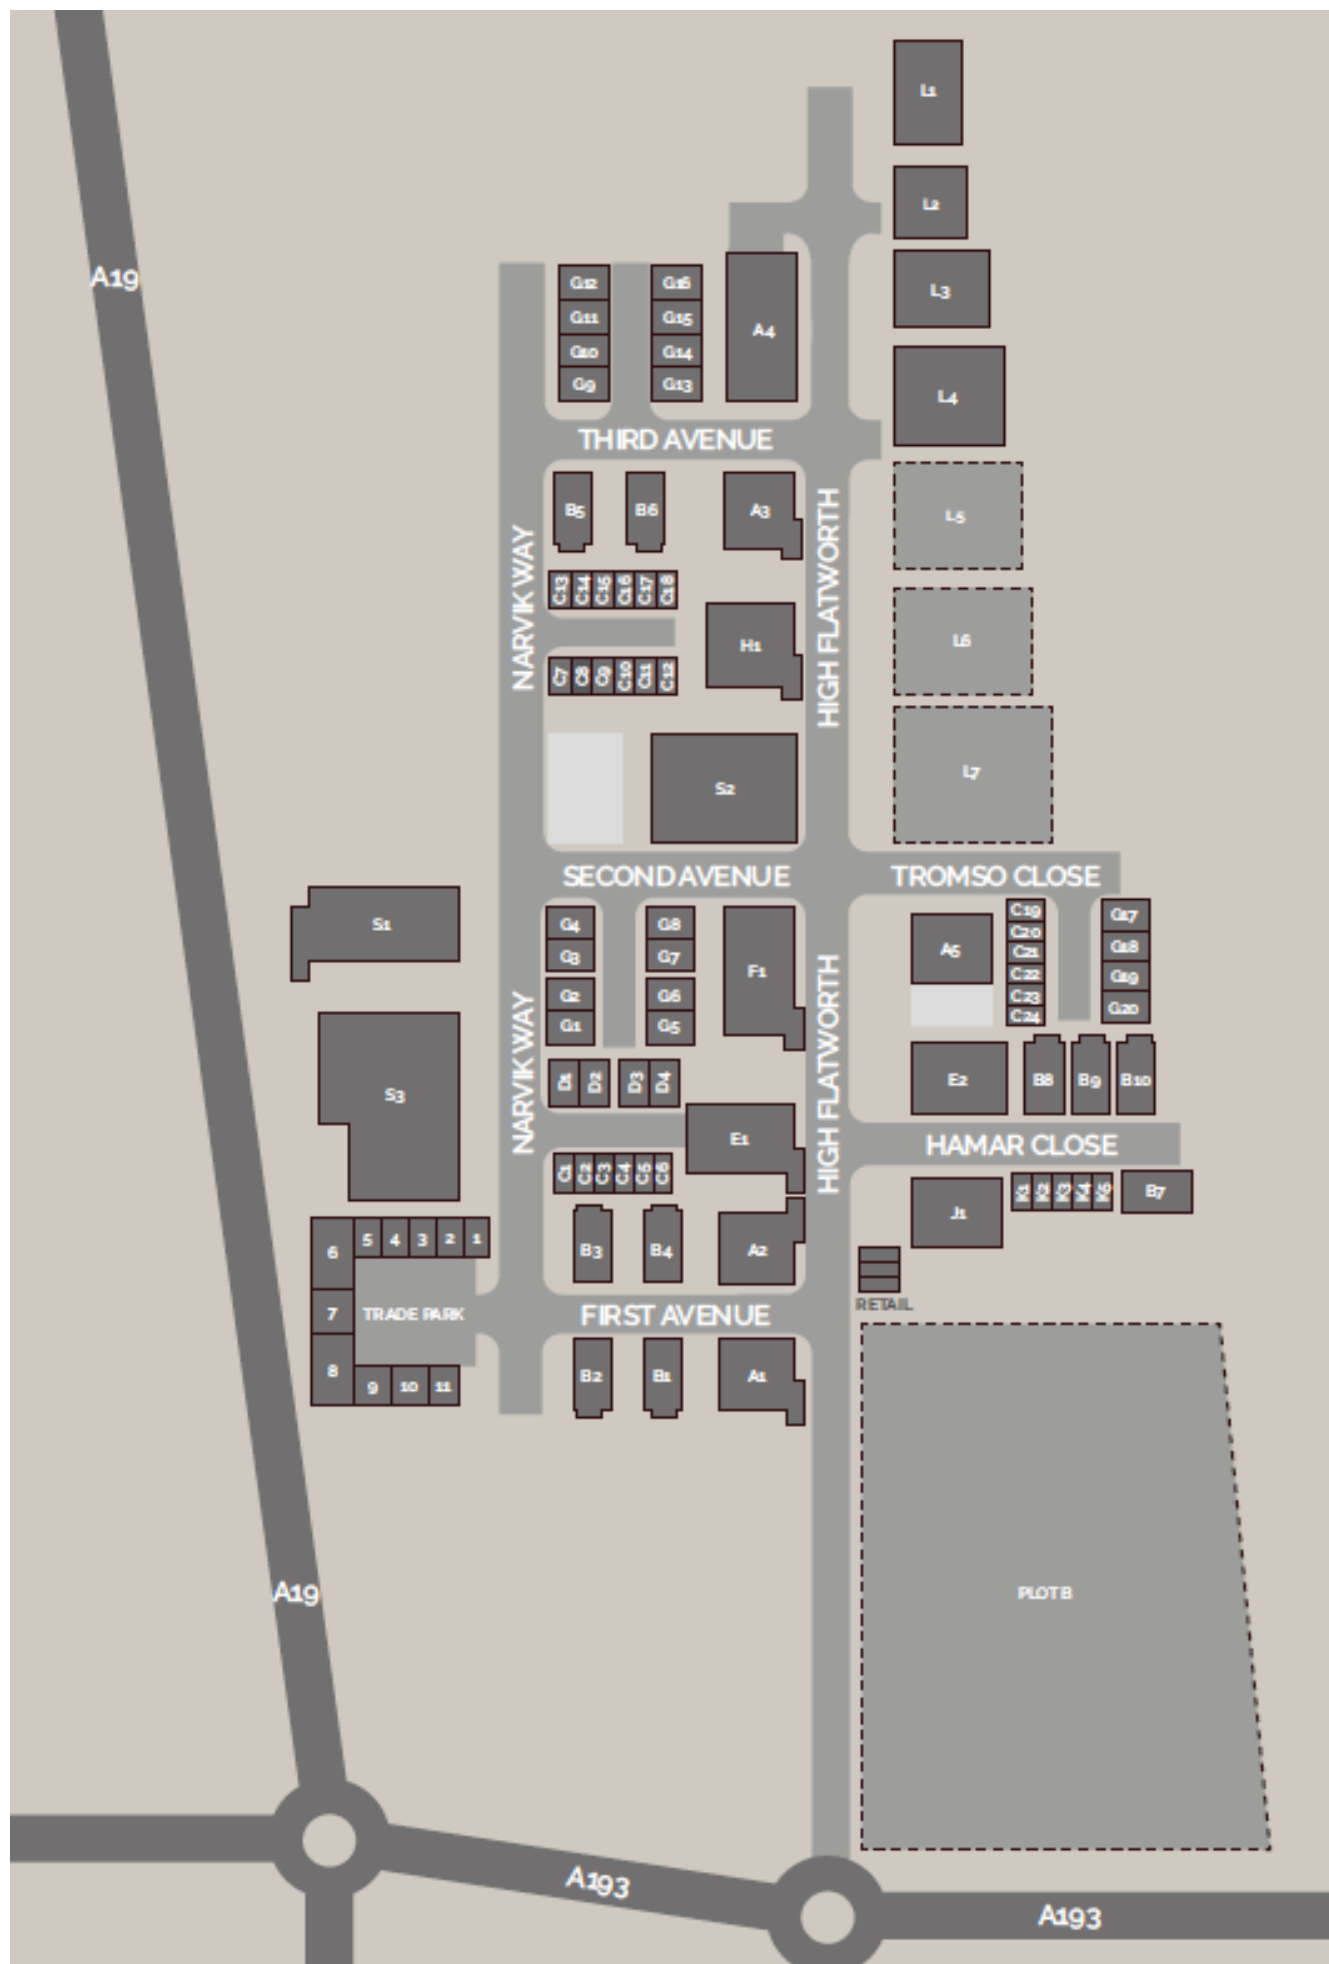 L1
L2
A19
G12
G16
L3
G11
G15
A4
G10
G14
G9
G13
L4
THIRD AVENUE
B5
B6
A3
L5
NARVIK WAY
HIGH FLATWORTH
C13
C14
C15
C16
C17
C18
H1
L6
C7
C8
C9
C10
C11
C12
S2
L7
SECOND AVENUE
TROMSO CLOSE
S1
G4
G8
G3
G7
F1
A5
C19
C20
C21
C22
C23
C24
G17
G18
G19
G20
G2
G6
G1
G5
NARVIK WAY
HIGH FLATWORTH
S3
D1
D2
D3
D4
E2
B8
B9
B10
E1
HAMAR CLOSE
C1
C2
C3
C4
C5
C6
K1
K2
K3
K4
K5
B7
J1
B3
B4
A2
6
5
4
3
2
1
7
TRADE PARK
FIRST AVENUE
RETAIL
8
9
10
11
B2
B1
A1
A19
PLOT B
A193
A193